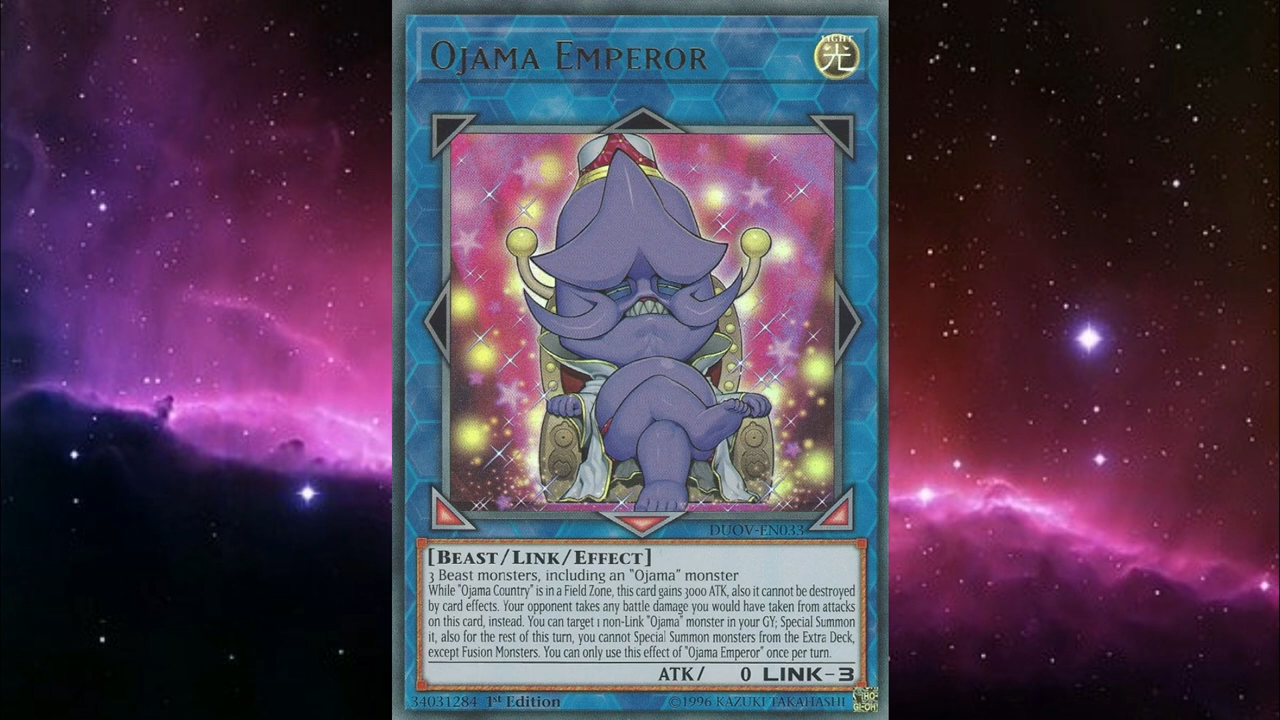 OJAMA EMPEROR
LIGHT
光
DUOV-EN033
[BEAST/LINK/EFFECT]
3 Beast monsters, including an "Ojama" monster
While "Ojama Country" is in a Field Zone, this card gains 3000 ATK, also it cannot be destroyed
by card effects. Your opponent takes any battle damage you would have taken from attacks
on this card, instead. You can target 1 non-Link "Ojama" monster in your GY; Special Summon
it, also for the rest of this turn, you cannot Special Summon monsters from the Extra Deck,
except Fusion Monsters. You can only use this effect of "Ojama Emperor" once per turn.
ATK/ 0 LINK-3
34031284 1st Edition ©1996 KAZUKI TAKAHASHI